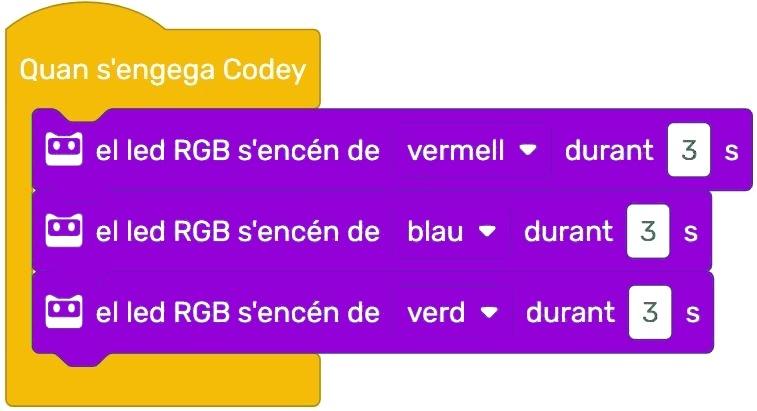 Quan s'engega Codey
el led RGB s'encén de vermell durant 3 s
el led RGB s'encén de blau durant 3 s
el led RGB s'encén de verd durant 3 s